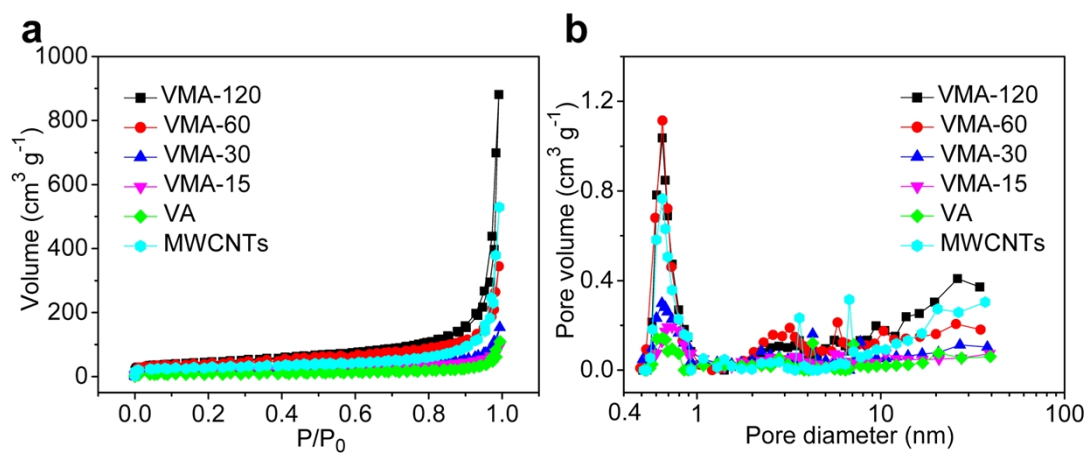 a
Volume (cm³ g⁻¹)
1000
800
600
400
200
0
VMA-120
VMA-60
VMA-30
VMA-15
VA
MWCNTs
0.0 0.2 0.4 0.6 0.8 1.0
P/P₀
b
Pore volume (cm³ g⁻¹)
1.2
0.8
0.4
0.0
VMA-120
VMA-60
VMA-30
VMA-15
VA
MWCNTs
0.4 1 10 100
Pore diameter (nm)